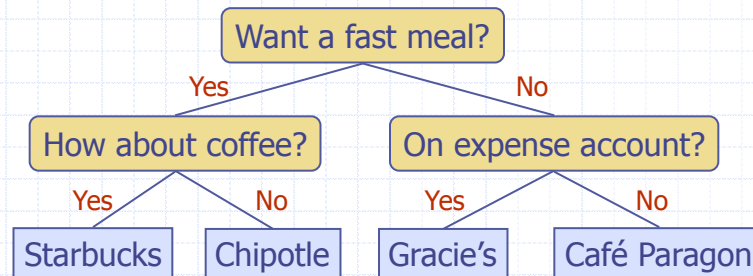 Want a fast meal?
Yes
No
How about coffee?
On expense account?
Yes
No
Yes
No
Starbucks
Chipotle
Gracie’s
Café Paragon